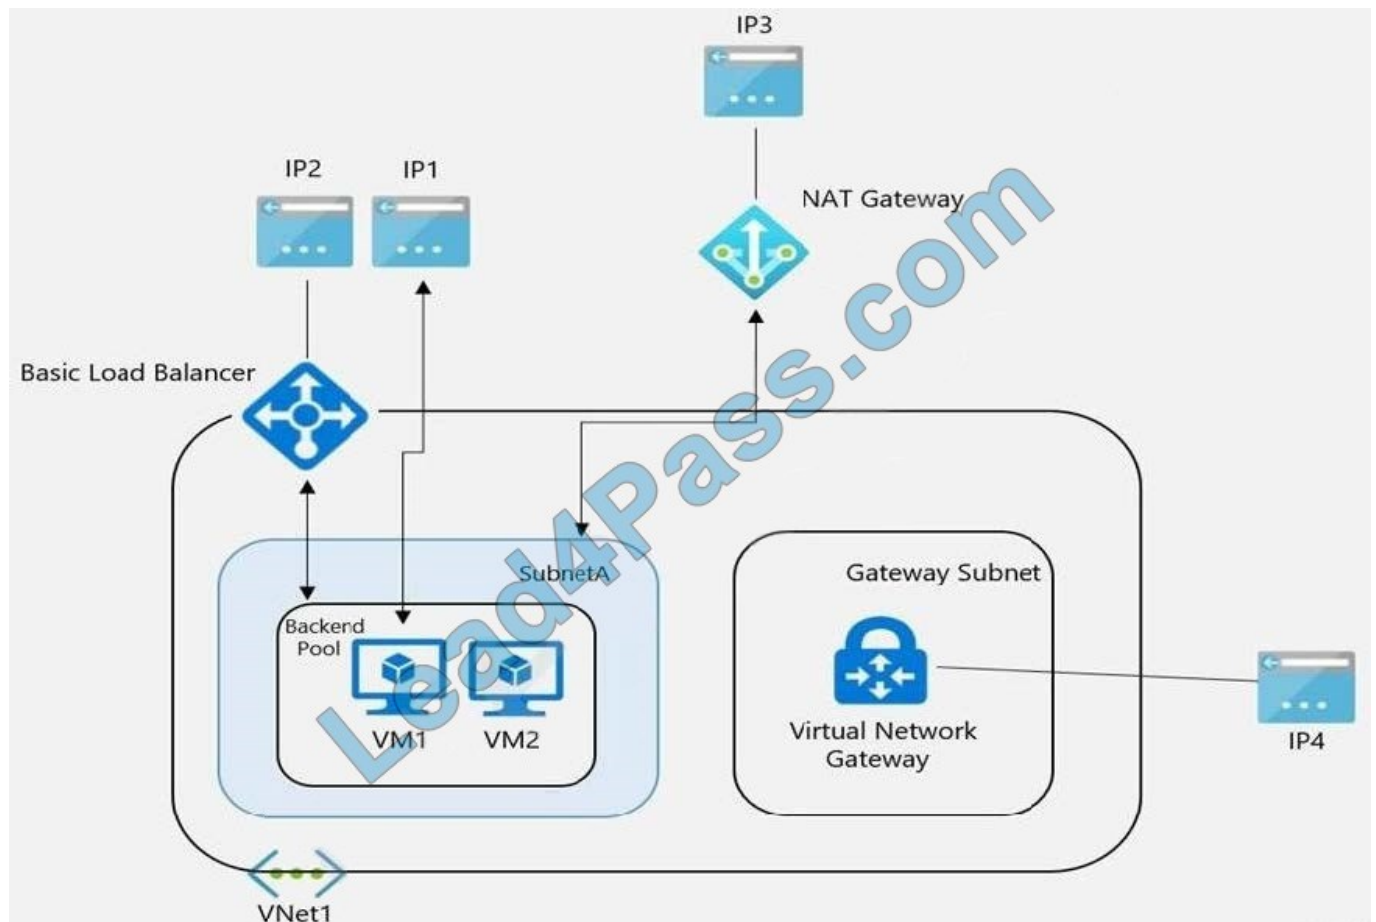 IP3
IP2
IP1
NAT Gateway
Basic Load Balancer
SubnetA
Gateway Subnet
Backend
Pool
VM1
VM2
Virtual Network
Gateway
IP4
VNet1
Lead4Pass.com